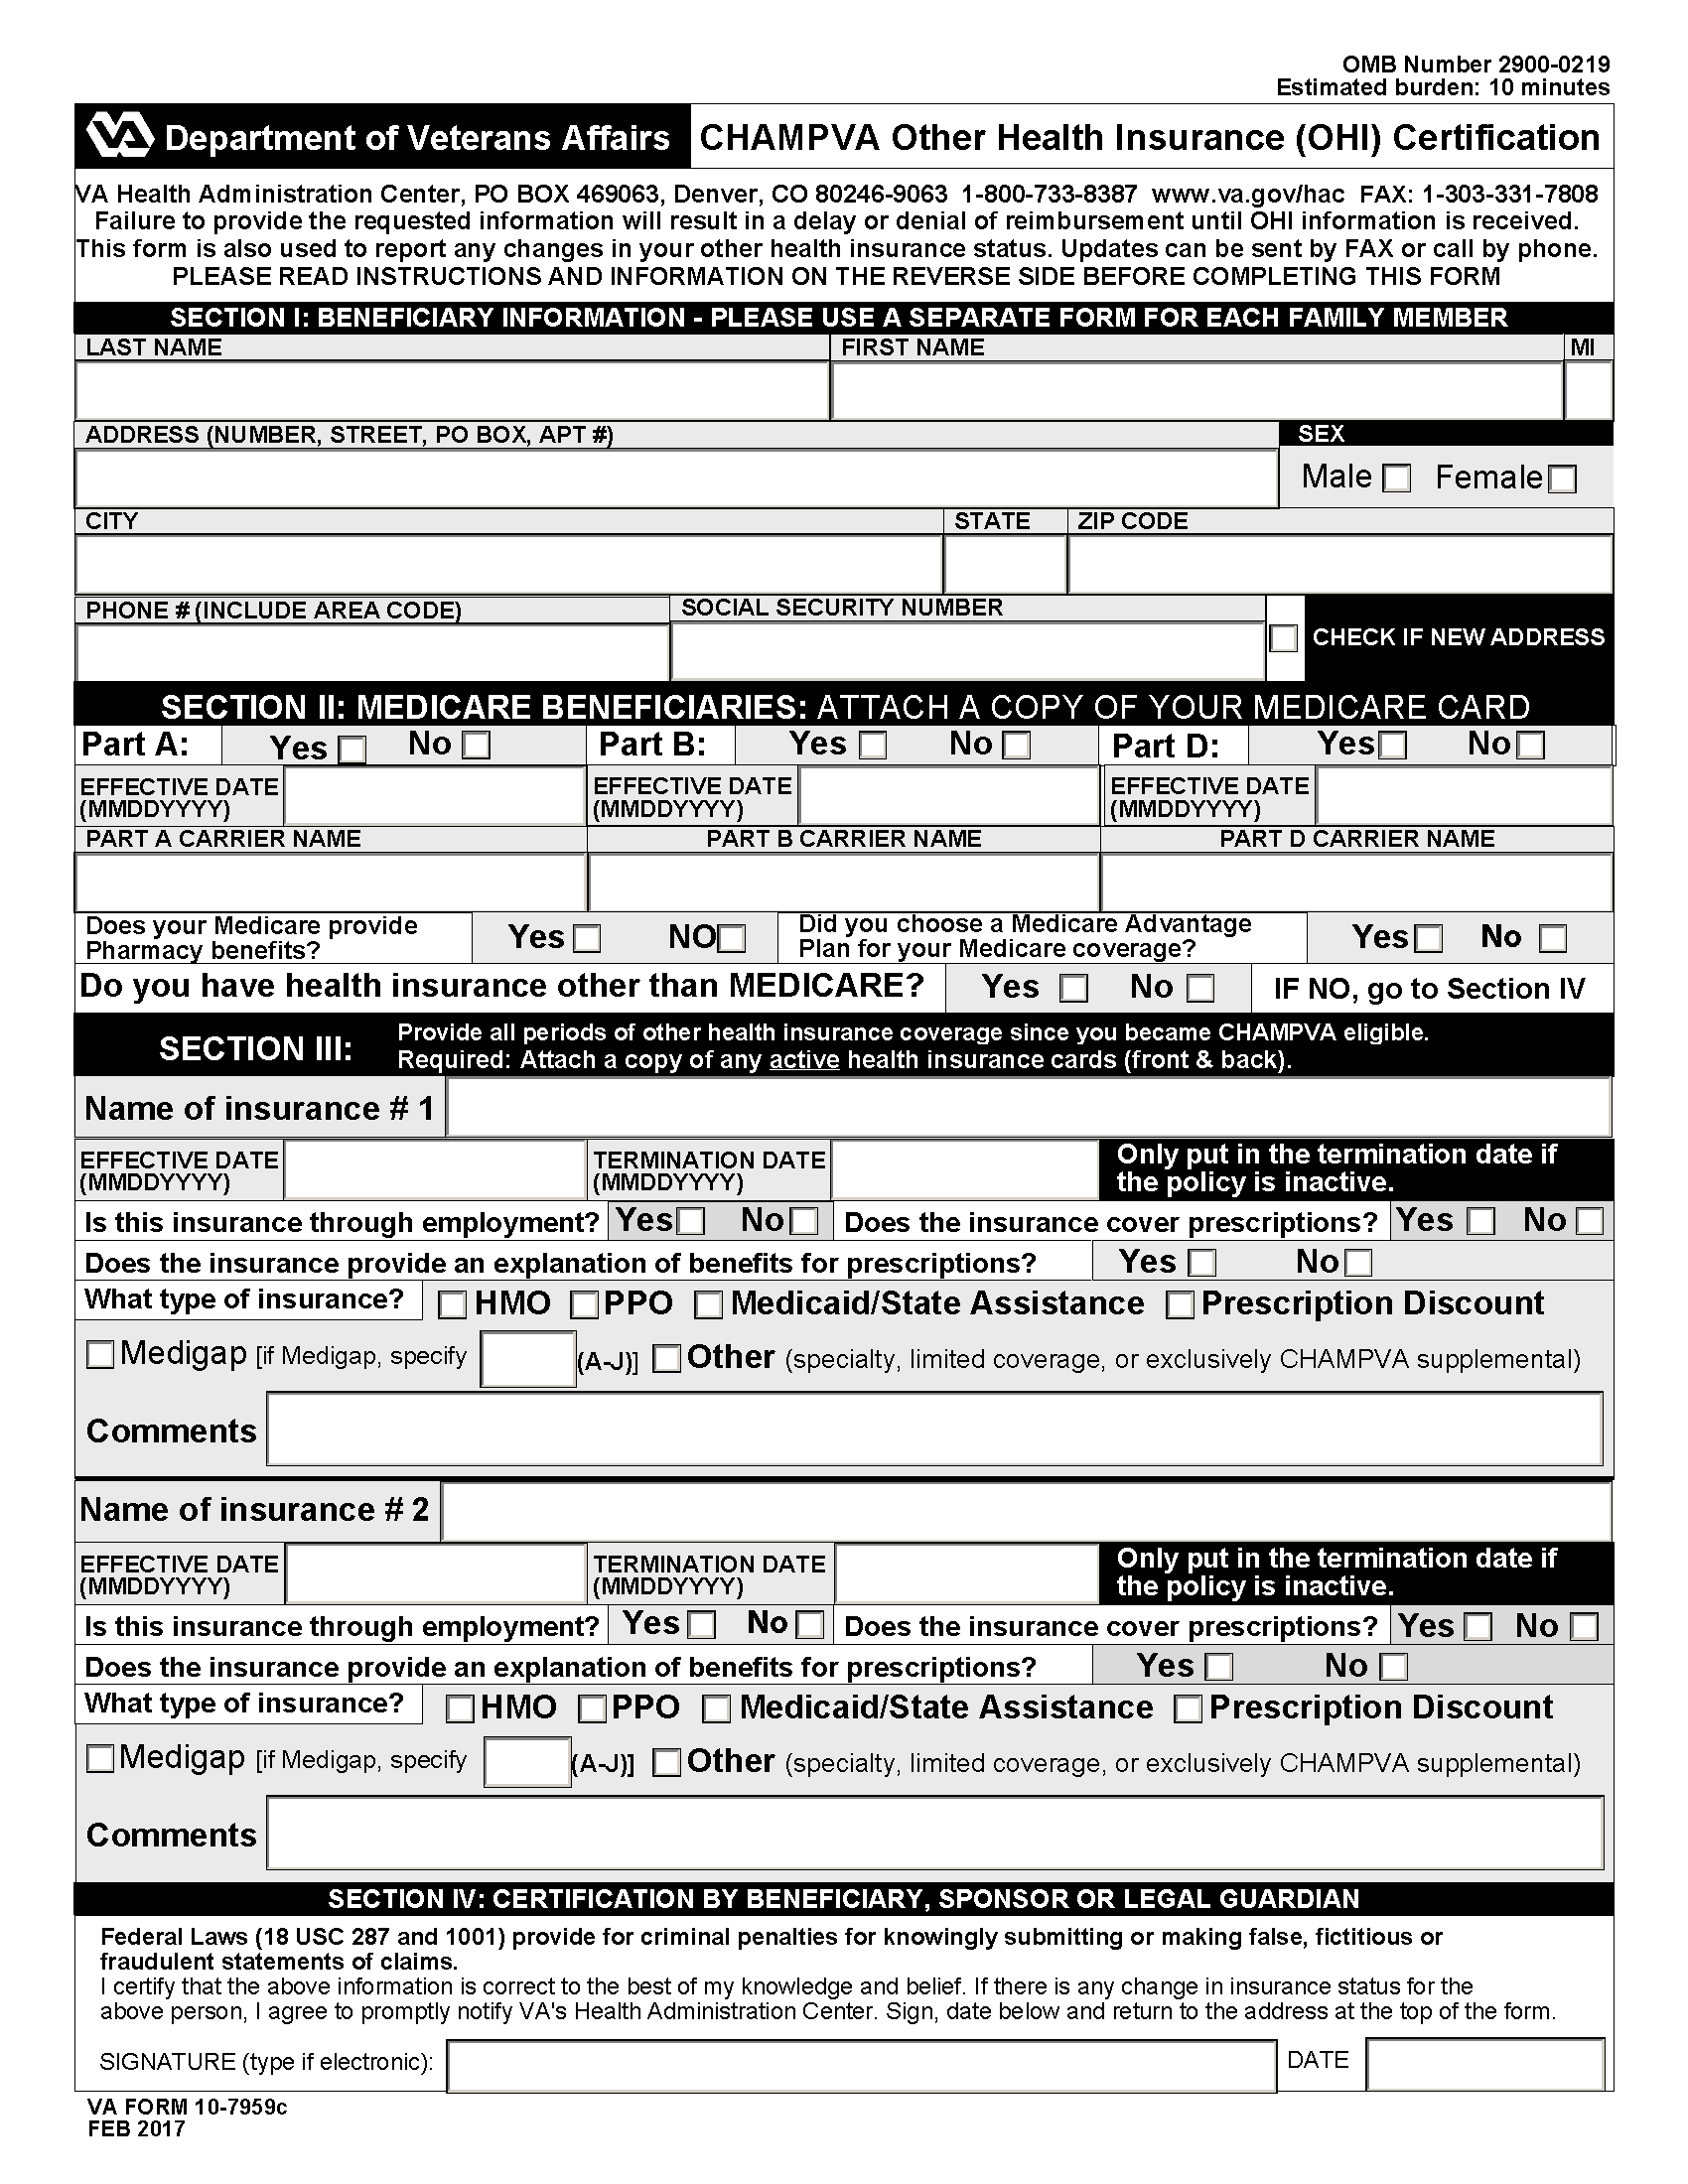 OMB Number 2900-0219
Estimated burden: 10 minutes
VA Department of Veterans Affairs CHAMPVA Other Health Insurance (OHI) Certification
VA Health Administration Center, PO BOX 469063, Denver, CO 80246-9063 1-800-733-8387 www.va.gov/hac FAX: 1-303-331-7808
Failure to provide the requested information will result in a delay or denial of reimbursement until OHI information is received.
This form is also used to report any changes in your other health insurance status. Updates can be sent by FAX or call by phone.
PLEASE READ INSTRUCTIONS AND INFORMATION ON THE REVERSE SIDE BEFORE COMPLETING THIS FORM
SECTION I: BENEFICIARY INFORMATION - PLEASE USE A SEPARATE FORM FOR EACH FAMILY MEMBER
LAST NAME FIRST NAME MI
ADDRESS (NUMBER, STREET, PO BOX, APT #) SEX
Male Female
CITY STATE ZIP CODE
PHONE # (INCLUDE AREA CODE) SOCIAL SECURITY NUMBER
CHECK IF NEW ADDRESS
SECTION II: MEDICARE BENEFICIARIES: ATTACH A COPY OF YOUR MEDICARE CARD
Part A: Yes No Part B: Yes No Part D: Yes No
EFFECTIVE DATE EFFECTIVE DATE EFFECTIVE DATE
(MMDDYYYY) (MMDDYYYY) (MMDDYYYY)
PART A CARRIER NAME PART B CARRIER NAME PART D CARRIER NAME
Does your Medicare provide
Pharmacy benefits?
Yes NO
Did you choose a Medicare Advantage
Plan for your Medicare coverage?
Yes No
Do you have health insurance other than MEDICARE? Yes No IF NO, go to Section IV
SECTION III:
Provide all periods of other health insurance coverage since you became CHAMPVA eligible.
Required: Attach a copy of any active health insurance cards (front & back).
Name of insurance # 1
EFFECTIVE DATE
(MMDDYYYY)
TERMINATION DATE
(MMDDYYYY)
Only put in the termination date if
the policy is inactive.
Is this insurance through employment? Yes No Does the insurance cover prescriptions? Yes No
Does the insurance provide an explanation of benefits for prescriptions? Yes No
What type of insurance? HMO PPO Medicaid/State Assistance Prescription Discount
Medigap [if Medigap, specify (A-J)] Other (specialty, limited coverage, or exclusively CHAMPVA supplemental)
Comments
Name of insurance # 2
EFFECTIVE DATE
(MMDDYYYY)
TERMINATION DATE
(MMDDYYYY)
Only put in the termination date if
the policy is inactive.
Is this insurance through employment? Yes No Does the insurance cover prescriptions? Yes No
Does the insurance provide an explanation of benefits for prescriptions? Yes No
What type of insurance? HMO PPO Medicaid/State Assistance Prescription Discount
Medigap [if Medigap, specify (A-J)] Other (specialty, limited coverage, or exclusively CHAMPVA supplemental)
Comments
SECTION IV: CERTIFICATION BY BENEFICIARY, SPONSOR OR LEGAL GUARDIAN
Federal Laws (18 USC 287 and 1001) provide for criminal penalties for knowingly submitting or making false, fictitious or
fraudulent statements of claims.
I certify that the above information is correct to the best of my knowledge and belief. If there is any change in insurance status for the
above person, I agree to promptly notify VA's Health Administration Center. Sign, date below and return to the address at the top of the form.
SIGNATURE (type if electronic): DATE
VA FORM 10-7959c
FEB 2017